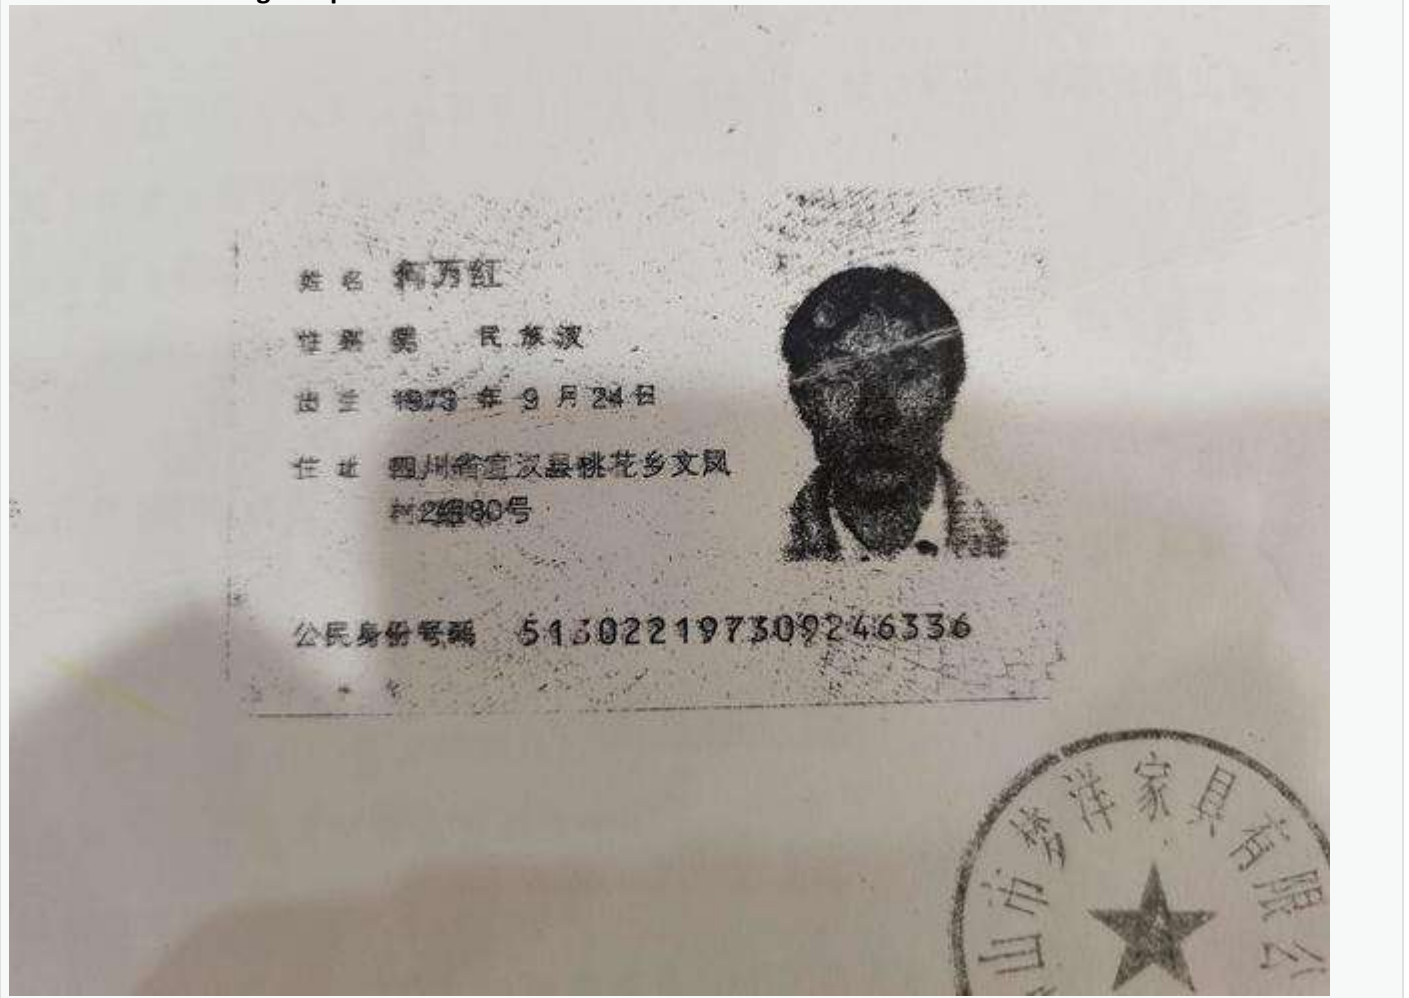 姓名 何万红
性别 男 民族汉
出生 1973 年 9 月 24 日
住址 四川省宣汉县桃花乡文凤
村2组80号
公民身份号码 513022197309246336
山市 洋家具有限公